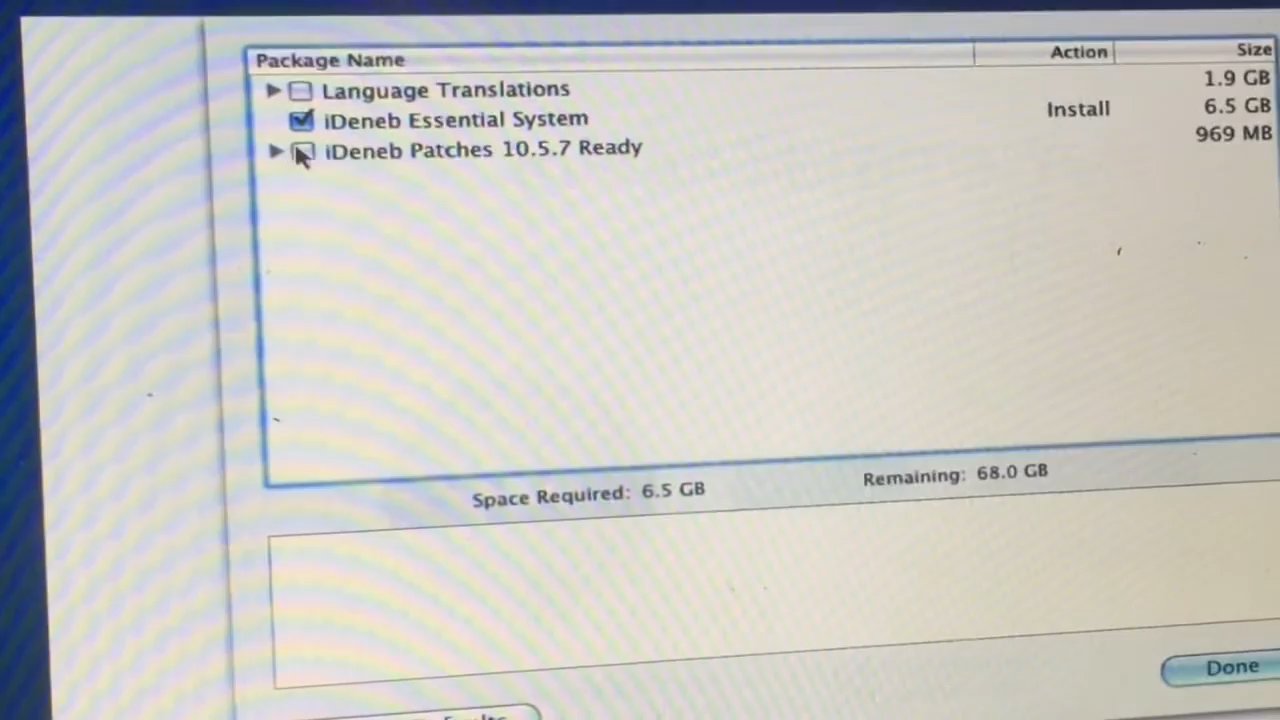 Package Name Action Size
Language Translations 1.9 GB
iDeneb Essential System Install 6.5 GB
iDeneb Patches 10.5.7 Ready 969 MB
Space Required: 6.5 GB Remaining: 68.0 GB
Done